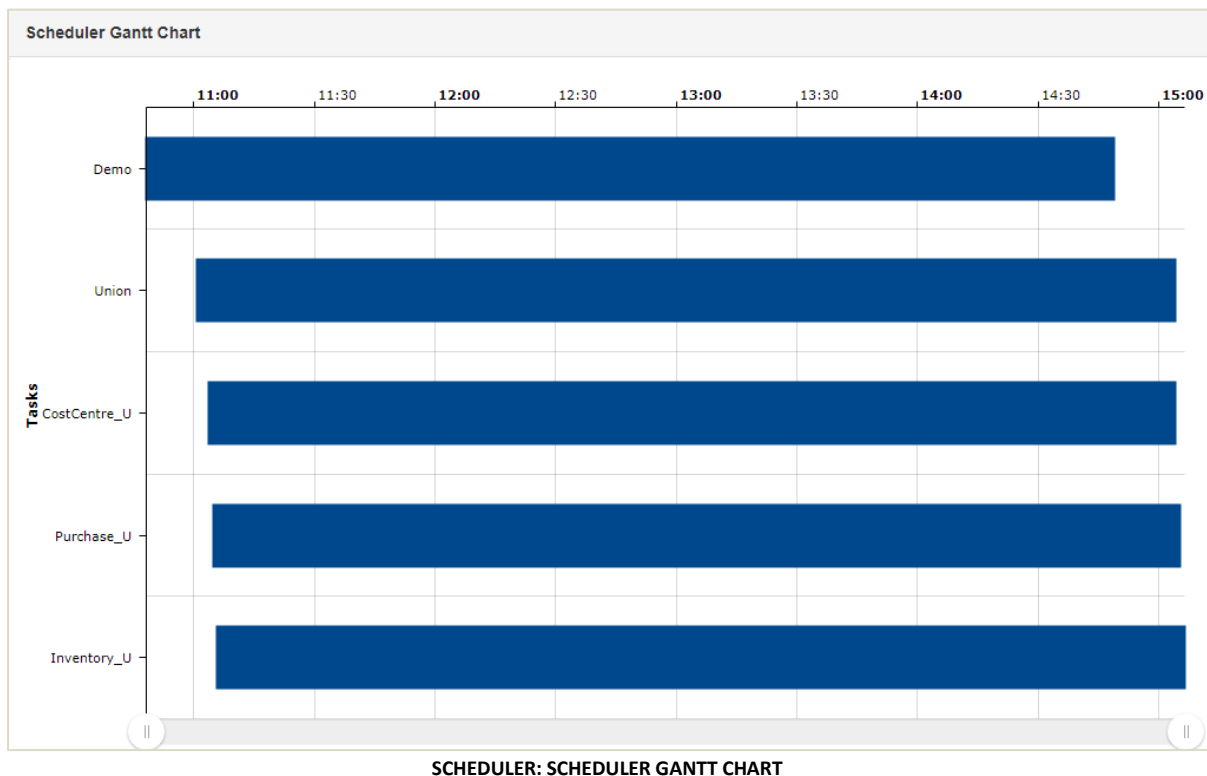 Scheduler Gantt Chart
11:00 11:30 12:00 12:30 13:00 13:30 14:00 14:30 15:00
Demo
Union
Tasks
CostCentre_U
Purchase_U
Inventory_U
SCHEDULER: SCHEDULER GANTT CHART